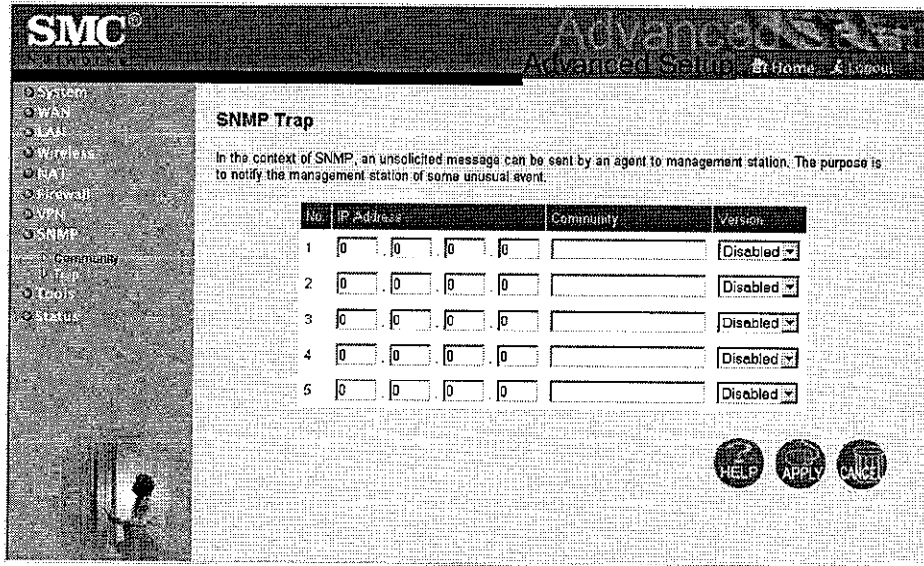 SMC®
Networks
Advanced
Advanced Setup
Home
Logout
System
WAN
LAN
Wireless
NAT
Firewall
VPN
SNMP
Community
Trap
Tools
Status
SNMP Trap
In the context of SNMP, an unsolicited message can be sent by an agent to management station. The purpose is
to notify the management station of some unusual event.
No. IP Address Community Version
1 0 . 0 . 0 . 0 Disabled
2 0 . 0 . 0 . 0 Disabled
3 0 . 0 . 0 . 0 Disabled
4 0 . 0 . 0 . 0 Disabled
5 0 . 0 . 0 . 0 Disabled
HELP APPLY CANCEL